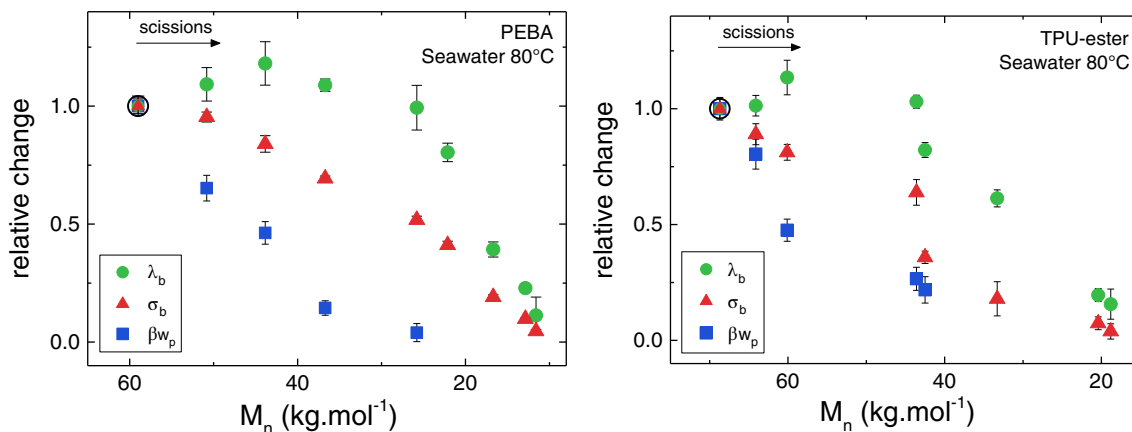 scissions
PEBA
Seawater 80°C
relative change
1.0
0.5
0.0
λb
σb
βwp
60
40
20
Mn (kg.mol-1)
scissions
TPU-ester
Seawater 80°C
relative change
1.0
0.5
0.0
λb
σb
βwp
60
40
20
Mn (kg.mol-1)